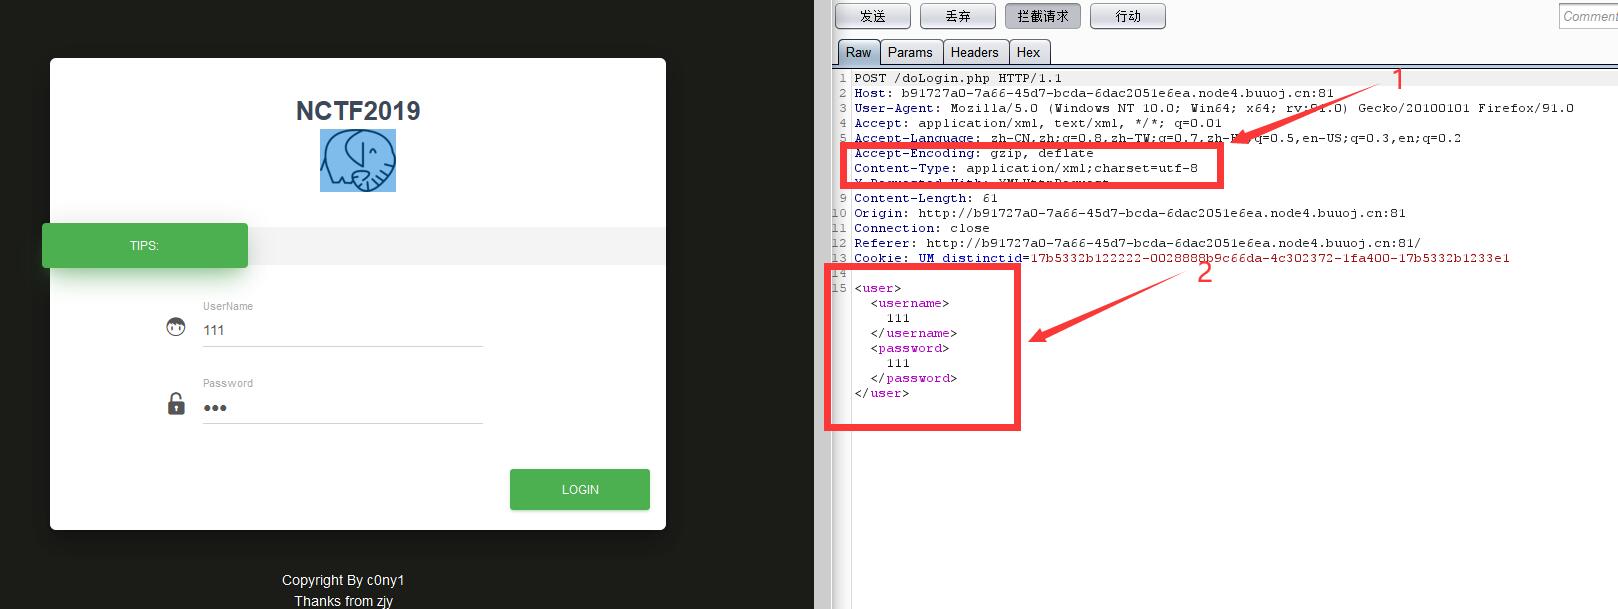 NCTF2019
TIPS:
UserName
111
Password
LOGIN
Copyright By c0ny1
Thanks from zjy
发送 丢弃 拦截请求 行动
Comment
Raw Params Headers Hex
1
1 POST /doLogin.php HTTP/1.1
2 Host: b91727a0-7a66-45d7-bcda-6dac2051e6ea.node4.buuoj.cn:81
3 User-Agent: Mozilla/5.0 (Windows NT 10.0; Win64; x64; rv:91.0) Gecko/20100101 Firefox/91.0
4 Accept: application/xml, text/xml, */*; q=0.01
5 Accept-Language: zh-CN,zh;q=0.8,zh-TW;q=0.7,zh-HK;q=0.5,en-US;q=0.3,en;q=0.2
Accept-Encoding: gzip, deflate
Content-Type: application/xml;charset=utf-8
X-Requested-With: XMLHttpRequest
9 Content-Length: 61
10 Origin: http://b91727a0-7a66-45d7-bcda-6dac2051e6ea.node4.buuoj.cn:81
11 Connection: close
12 Referer: http://b91727a0-7a66-45d7-bcda-6dac2051e6ea.node4.buuoj.cn:81/
13 Cookie: UM_distinctid=17b5332b122222-0028888b9c66da-4c302372-1fa400-17b5332b1233e1
14
2
15 <user>
<username>
111
</username>
<password>
111
</password>
</user>